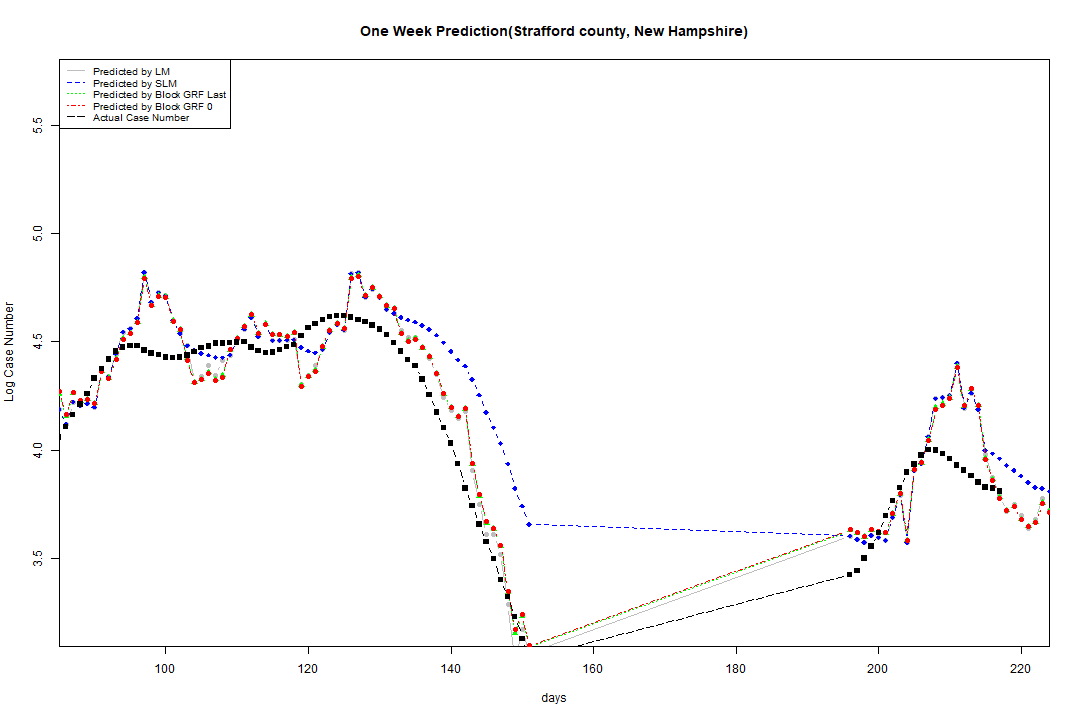 One Week Prediction(Strafford county, New Hampshire)
Predicted by LM
Predicted by SLM
Predicted by Block GRF Last
Predicted by Block GRF 0
Actual Case Number
5.5
5.0
4.5
4.0
3.5
Log Case Number
100 120 140 160 180 200 220
days